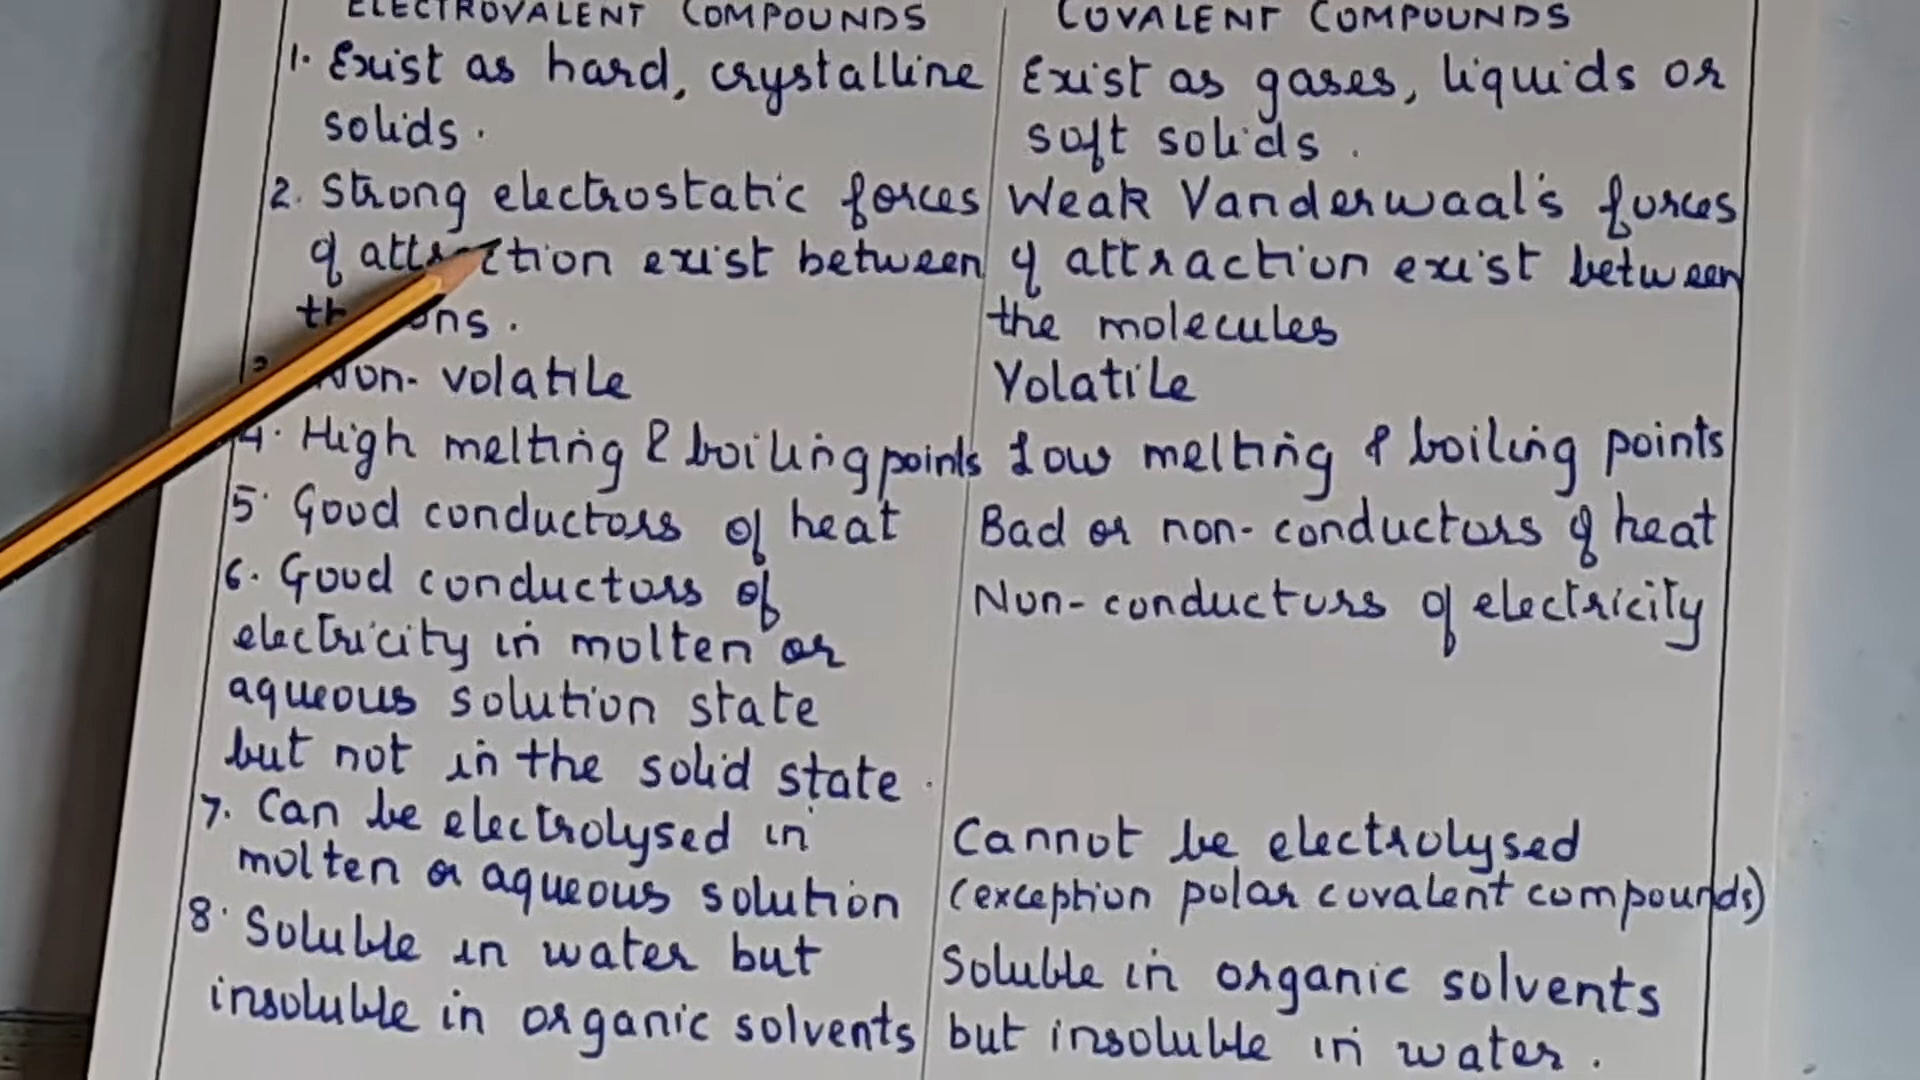 ELECTROVALENT COMPOUNDS
1. Exist as hard, crystalline
solids.
2. Strong electrostatic forces
of attraction exist between
ions.
Non-volatile
4. High melting & boiling points
5. Good conductors of heat
6. Good conductors of
electricity in molten or
aqueous solution state
but not in the solid state.
7. Can be electrolysed in
molten or aqueous solution
8. Soluble in water but
insoluble in organic solvents
COVALENT COMPOUNDS
Exist as gases, liquids or
soft solids.
Weak Vanderwaal's forces
of attraction exist between
the molecules
Volatile
Low melting & boiling points
Bad or non-conductors of heat
Non-conductors of electricity
Cannot be electrolysed
(exception polar covalent compounds)
Soluble in organic solvents
but insoluble in water.